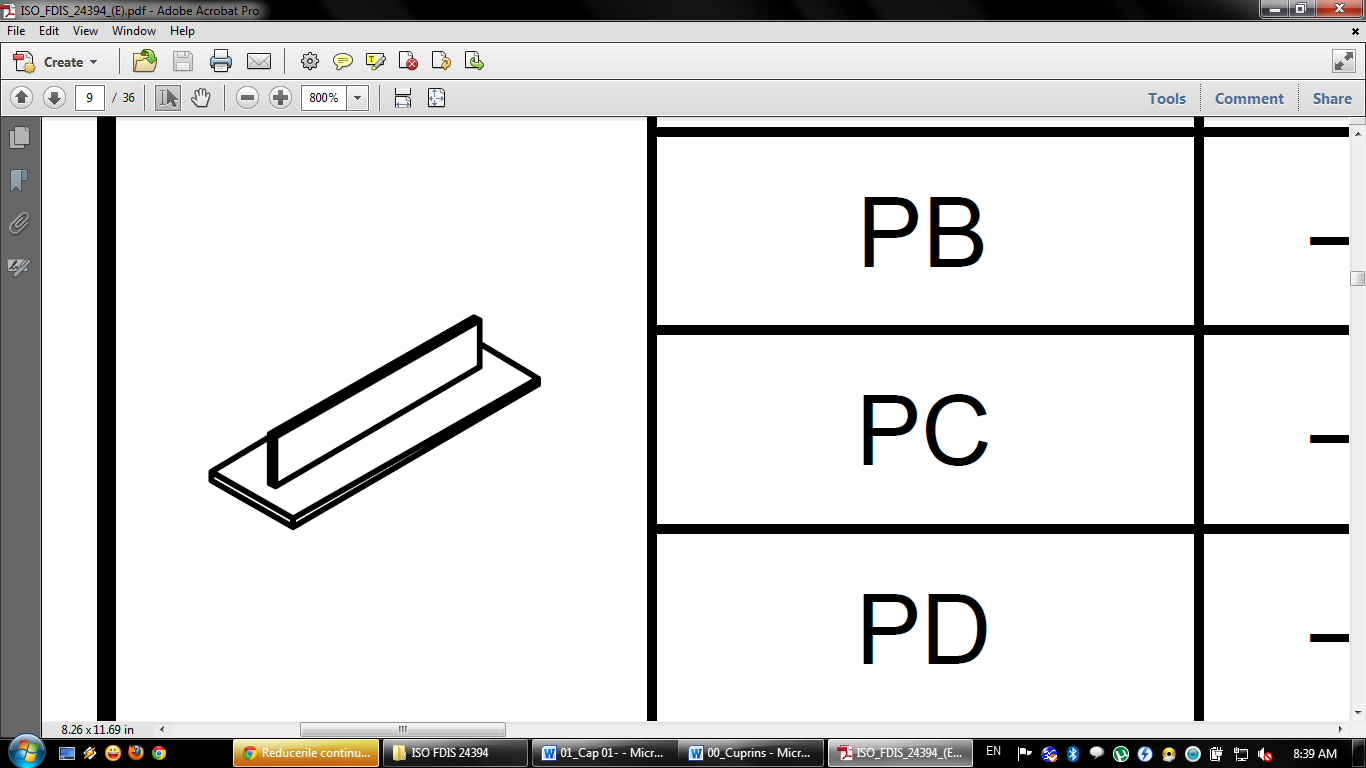 ISO_FDIS_24394_(E).pdf - Adobe Acrobat Pro
File Edit View Window Help
Create
9 / 36 800% Tools Comment Share
PB
PC
PD
8.26 x 11.69 in
Reducerile continu... ISO FDIS 24394 01_Cap 01- - Micr... 00_Cuprins - Micr... ISO_FDIS_24394_(E... EN 8:39 AM